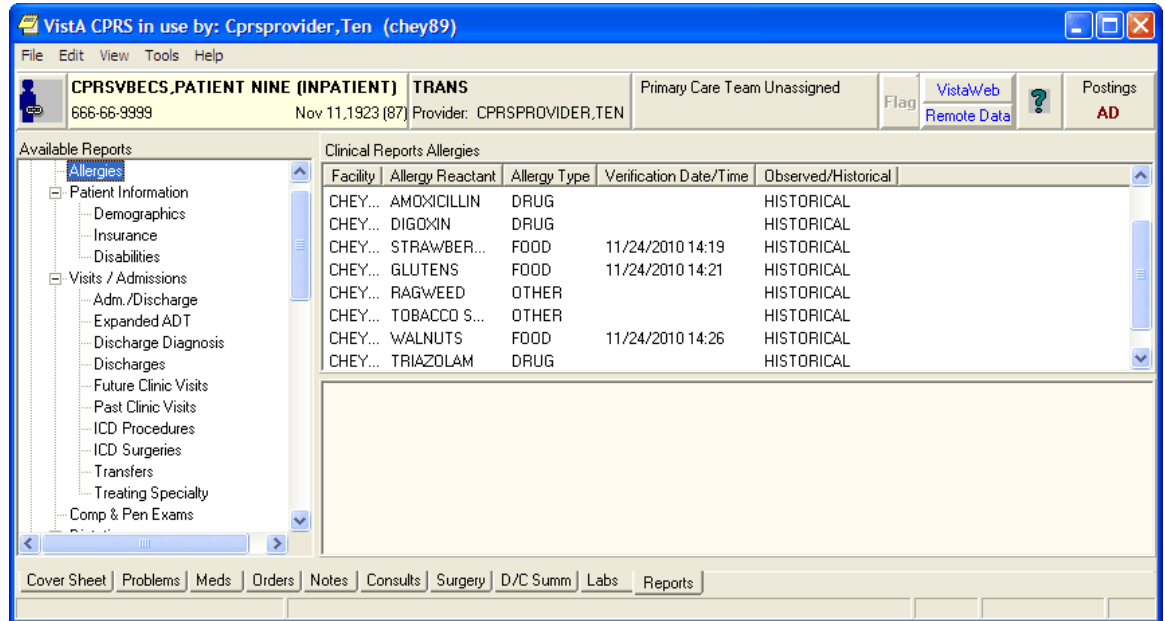 VistA CPRS in use by: Cprsprovider,Ten (chey89)
File Edit View Tools Help
CPRSVBECS,PATIENT NINE (INPATIENT) TRANS Primary Care Team Unassigned Flag VistaWeb ? Postings
666-66-9999 Nov 11,1923 (87) Provider: CPRSPROVIDER,TEN Remote Data AD
Available Reports
Allergies
Patient Information
Demographics
Insurance
Disabilities
Visits / Admissions
Adm./Discharge
Expanded ADT
Discharge Diagnosis
Discharges
Future Clinic Visits
Past Clinic Visits
ICD Procedures
ICD Surgeries
Transfers
Treating Specialty
Comp & Pen Exams
Clinical Reports Allergies
Facility Allergy Reactant Allergy Type Verification Date/Time Observed/Historical
CHEY... AMOXICILLIN DRUG HISTORICAL
CHEY... DIGOXIN DRUG HISTORICAL
CHEY... STRAWBER... FOOD 11/24/2010 14:19 HISTORICAL
CHEY... GLUTENS FOOD 11/24/2010 14:21 HISTORICAL
CHEY... RAGWEED OTHER HISTORICAL
CHEY... TOBACCO S... OTHER HISTORICAL
CHEY... WALNUTS FOOD 11/24/2010 14:26 HISTORICAL
CHEY... TRIAZOLAM DRUG HISTORICAL
Cover Sheet Problems Meds Orders Notes Consults Surgery D/C Summ Labs Reports